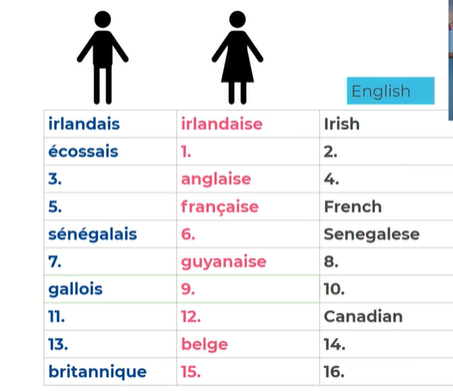 English
irlandais irlandaise Irish
écossais 1. 2.
3. anglaise 4.
5. française French
sénégalais 6. Senegalese
7. guyanaise 8.
gallois 9. 10.
11. 12. Canadian
13. belge 14.
britannique 15. 16.